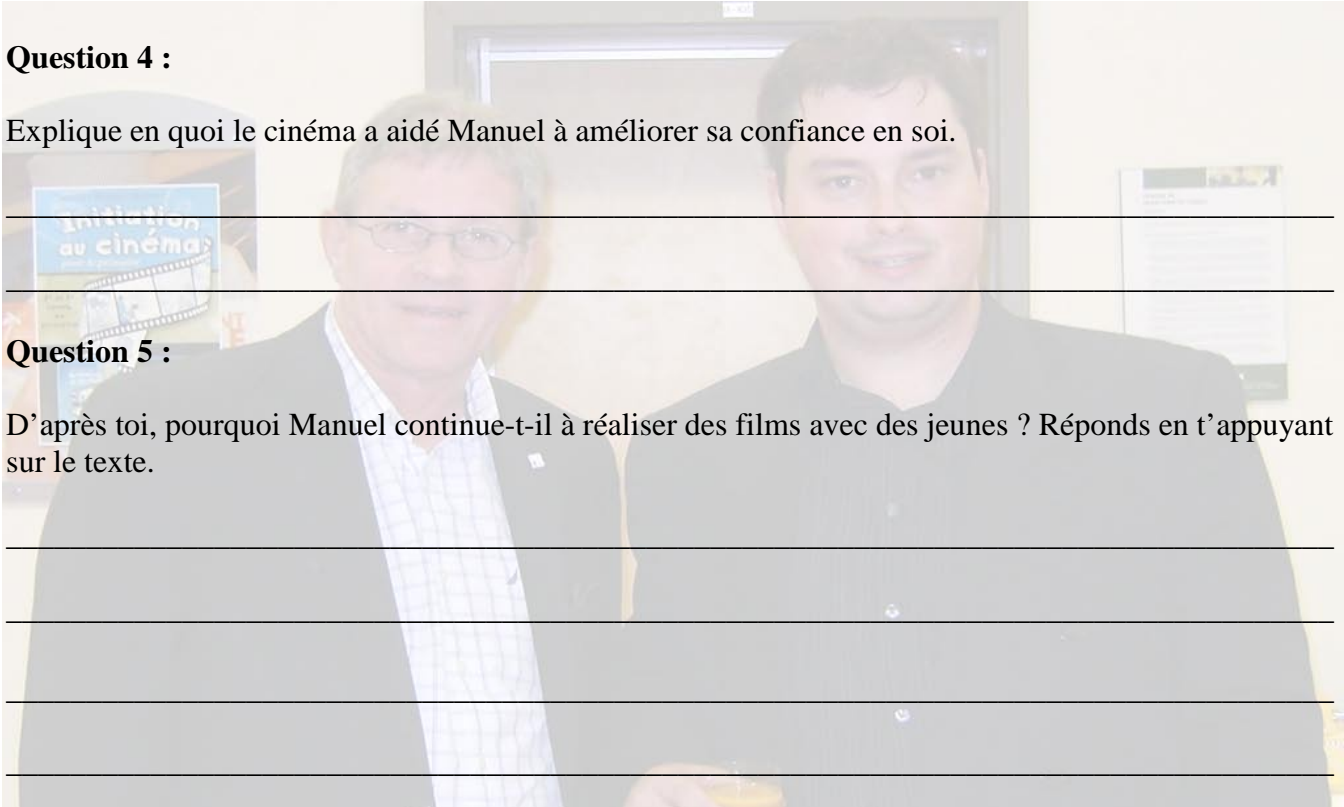 Question 4 :
Explique en quoi le cinéma a aidé Manuel à améliorer sa confiance en soi.
Initiation
au cinéma
Question 5 :
D’après toi, pourquoi Manuel continue-t-il à réaliser des films avec des jeunes ? Réponds en t’appuyant
sur le texte.